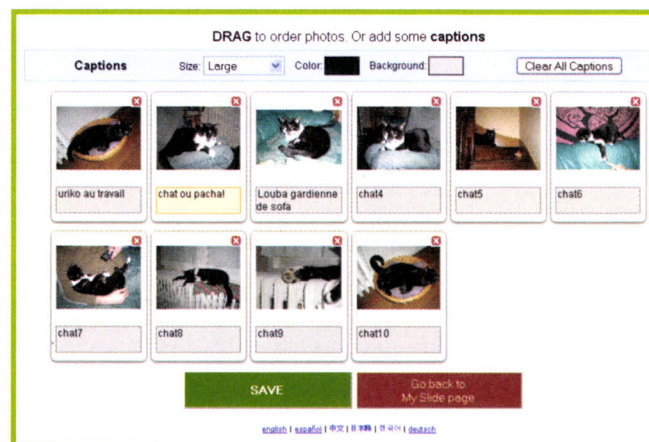 DRAG to order photos. Or add some captions
Captions Size: Large Color: Background: Clear All Captions
uriko au travail
chat ou pacha!
Louba gardienne
de sofa
chat4
chat5
chat6
chat7
chat8
chat9
chat10
SAVE
Go back to
My Slide page
english | español | 中文 | 日本語 | 한국어 | deutsch